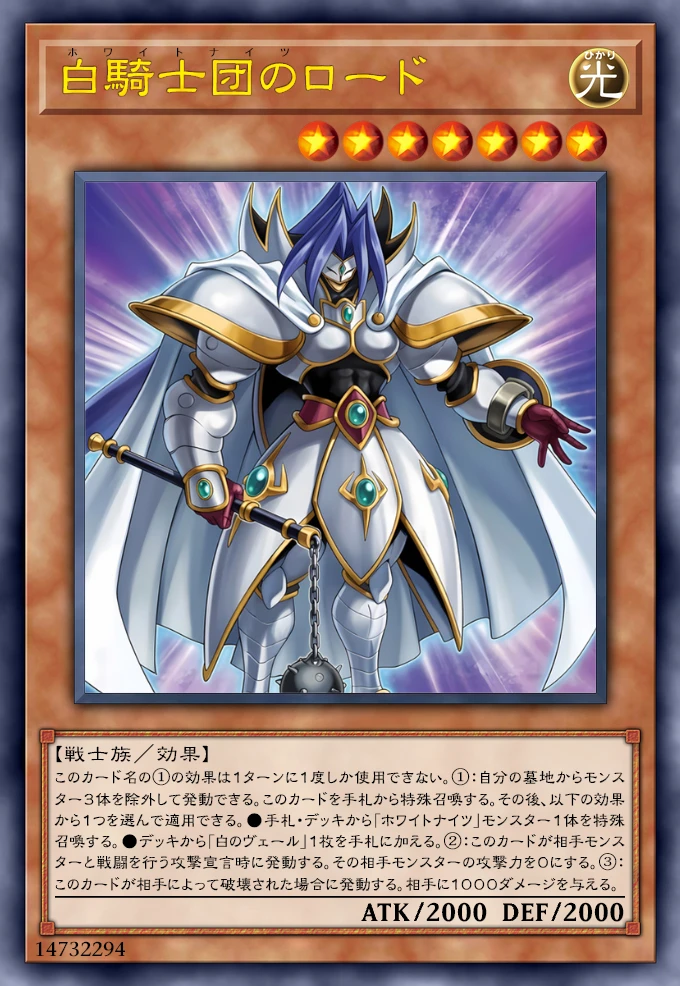 ホワイトナイツ
白騎士団のロード
ひかり
光
【戦士族／効果】
このカード名の①の効果は1ターンに1度しか使用できない。①：自分の墓地からモンス
ター3体を除外して発動できる。このカードを手札から特殊召喚する。その後、以下の効果
から1つを選んで適用できる。●手札・デッキから「ホワイトナイツ」モンスター1体を特殊
召喚する。●デッキから「白のヴェール」1枚を手札に加える。②：このカードが相手モンス
ターと戦闘を行う攻撃宣言時に発動する。その相手モンスターの攻撃力を0にする。③：
このカードが相手によって破壊された場合に発動する。相手に1000ダメージを与える。
ATK/2000 DEF/2000
14732294